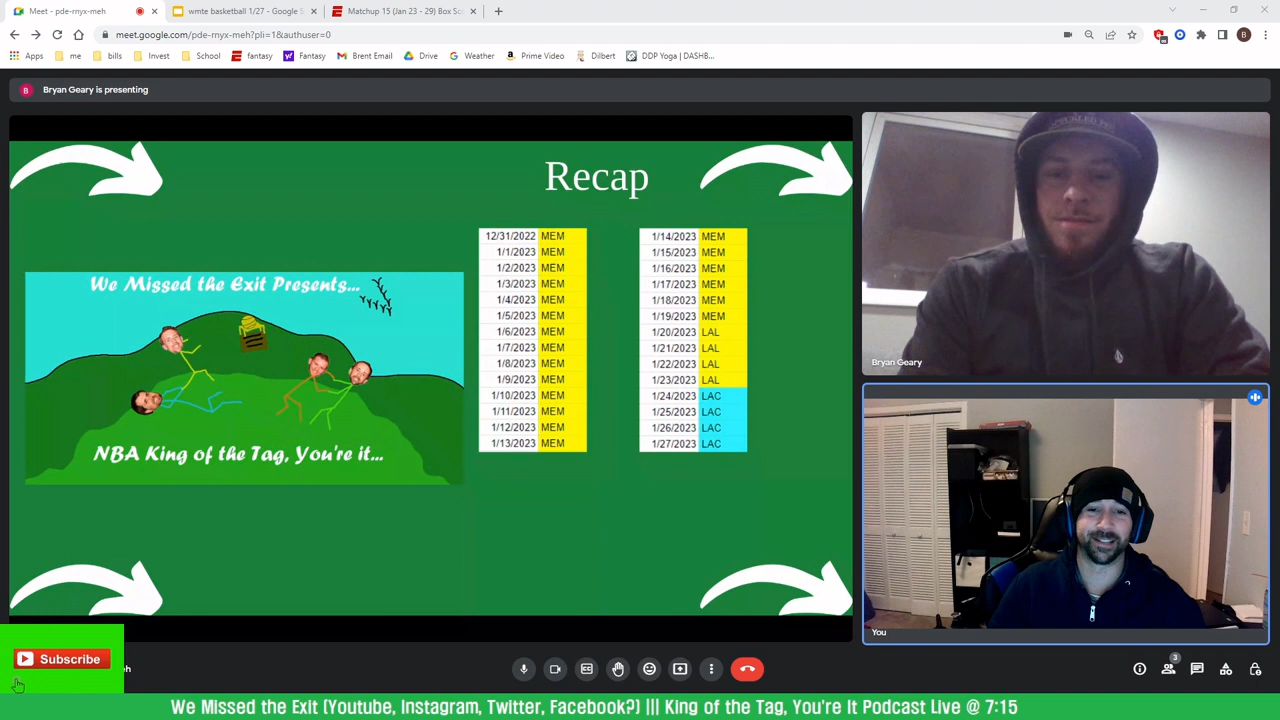 Meet - pde-rnyx-meh
wmte basketball 1/27 - Google S
Matchup 15 (Jan 23 - 29) Box Sc
meet.google.com/pde-rnyx-meh?pli=1&authuser=0
B
Apps
me
bills
Invest
School
fantasy
Fantasy
Brent Email
Drive
Weather
Prime Video
Dilbert
DDP Yoga | DASHB...
B
Bryan Geary is presenting
Recap
We Missed the Exit Presents...
NBA King of the Tag, You're it...
12/31/2022 MEM
1/1/2023 MEM
1/2/2023 MEM
1/3/2023 MEM
1/4/2023 MEM
1/5/2023 MEM
1/6/2023 MEM
1/7/2023 MEM
1/8/2023 MEM
1/9/2023 MEM
1/10/2023 MEM
1/11/2023 MEM
1/12/2023 MEM
1/13/2023 MEM
1/14/2023 MEM
1/15/2023 MEM
1/16/2023 MEM
1/17/2023 MEM
1/18/2023 MEM
1/19/2023 MEM
1/20/2023 LAL
1/21/2023 LAL
1/22/2023 LAL
1/23/2023 LAL
1/24/2023 LAC
1/25/2023 LAC
1/26/2023 LAC
1/27/2023 LAC
Bryan Geary
You
Subscribe
eh
3
We Missed the Exit (Youtube, Instagram, Twitter, Facebook?) ||| King of the Tag, You're It Podcast Live @ 7:15